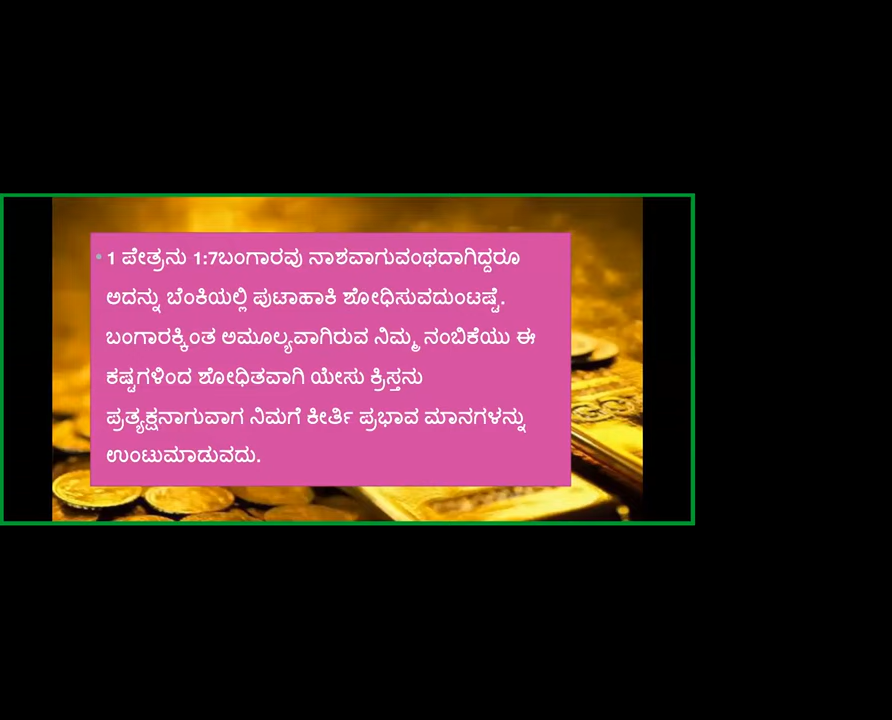 • 1 ಪೇತ್ರನು 1:7ಬಂಗಾರವು ನಾಶವಾಗುವಂಥದಾಗಿದ್ದರೂ
ಅದನ್ನು ಬೆಂಕಿಯಲ್ಲಿ ಪುಟಾಹಾಕಿ ಶೋಧಿಸುವದುಂಟಷ್ಟೆ.
ಬಂಗಾರಕ್ಕಿಂತ ಅಮೂಲ್ಯವಾಗಿರುವ ನಿಮ್ಮ ನಂಬಿಕೆಯು ಈ
ಕಷ್ಟಗಳಿಂದ ಶೋಧಿತವಾಗಿ ಯೇಸು ಕ್ರಿಸ್ತನು
ಪ್ರತ್ಯಕ್ಷನಾಗುವಾಗ ನಿಮಗೆ ಕೀರ್ತಿ ಪ್ರಭಾವ ಮಾನಗಳನ್ನು
ಉಂಟುಮಾಡುವದು.